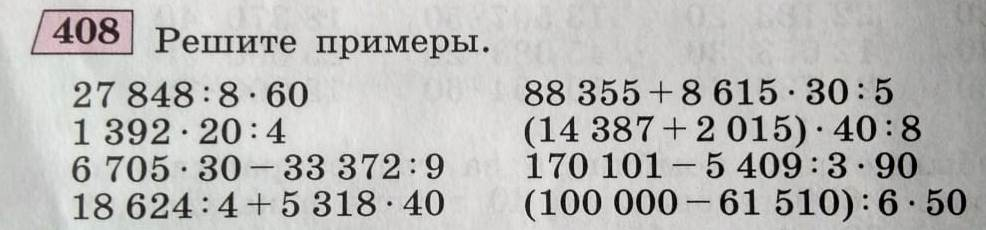 408 Решите примеры.
27 848 : 8 · 60
1 392 · 20 : 4
6 705 · 30 − 33 372 : 9
18 624 : 4 + 5 318 · 40
88 355 + 8 615 · 30 : 5
(14 387 + 2 015) · 40 : 8
170 101 − 5 409 : 3 · 90
(100 000 − 61 510) : 6 · 50